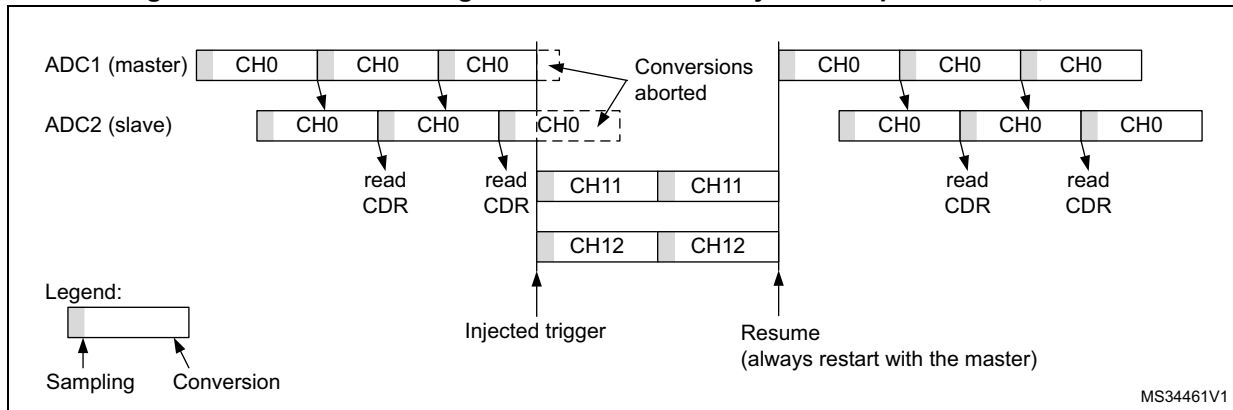 ADC1 (master) CH0 CH0 CH0 Conversions aborted CH0 CH0 CH0
ADC2 (slave) CH0 CH0 CH0 CH0 CH0 CH0
read CDR read CDR read CDR read CDR
CH11 CH11
CH12 CH12
Legend:
Sampling Conversion
Injected trigger
Resume
(always restart with the master)
MS34461V1